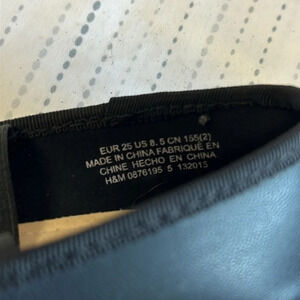 EUR 25 US 8.5 CN 155(2)
MADE IN CHINA FABRIQUÉ EN
CHINE HECHO EN CHINA
H&M 0876195 5 132015